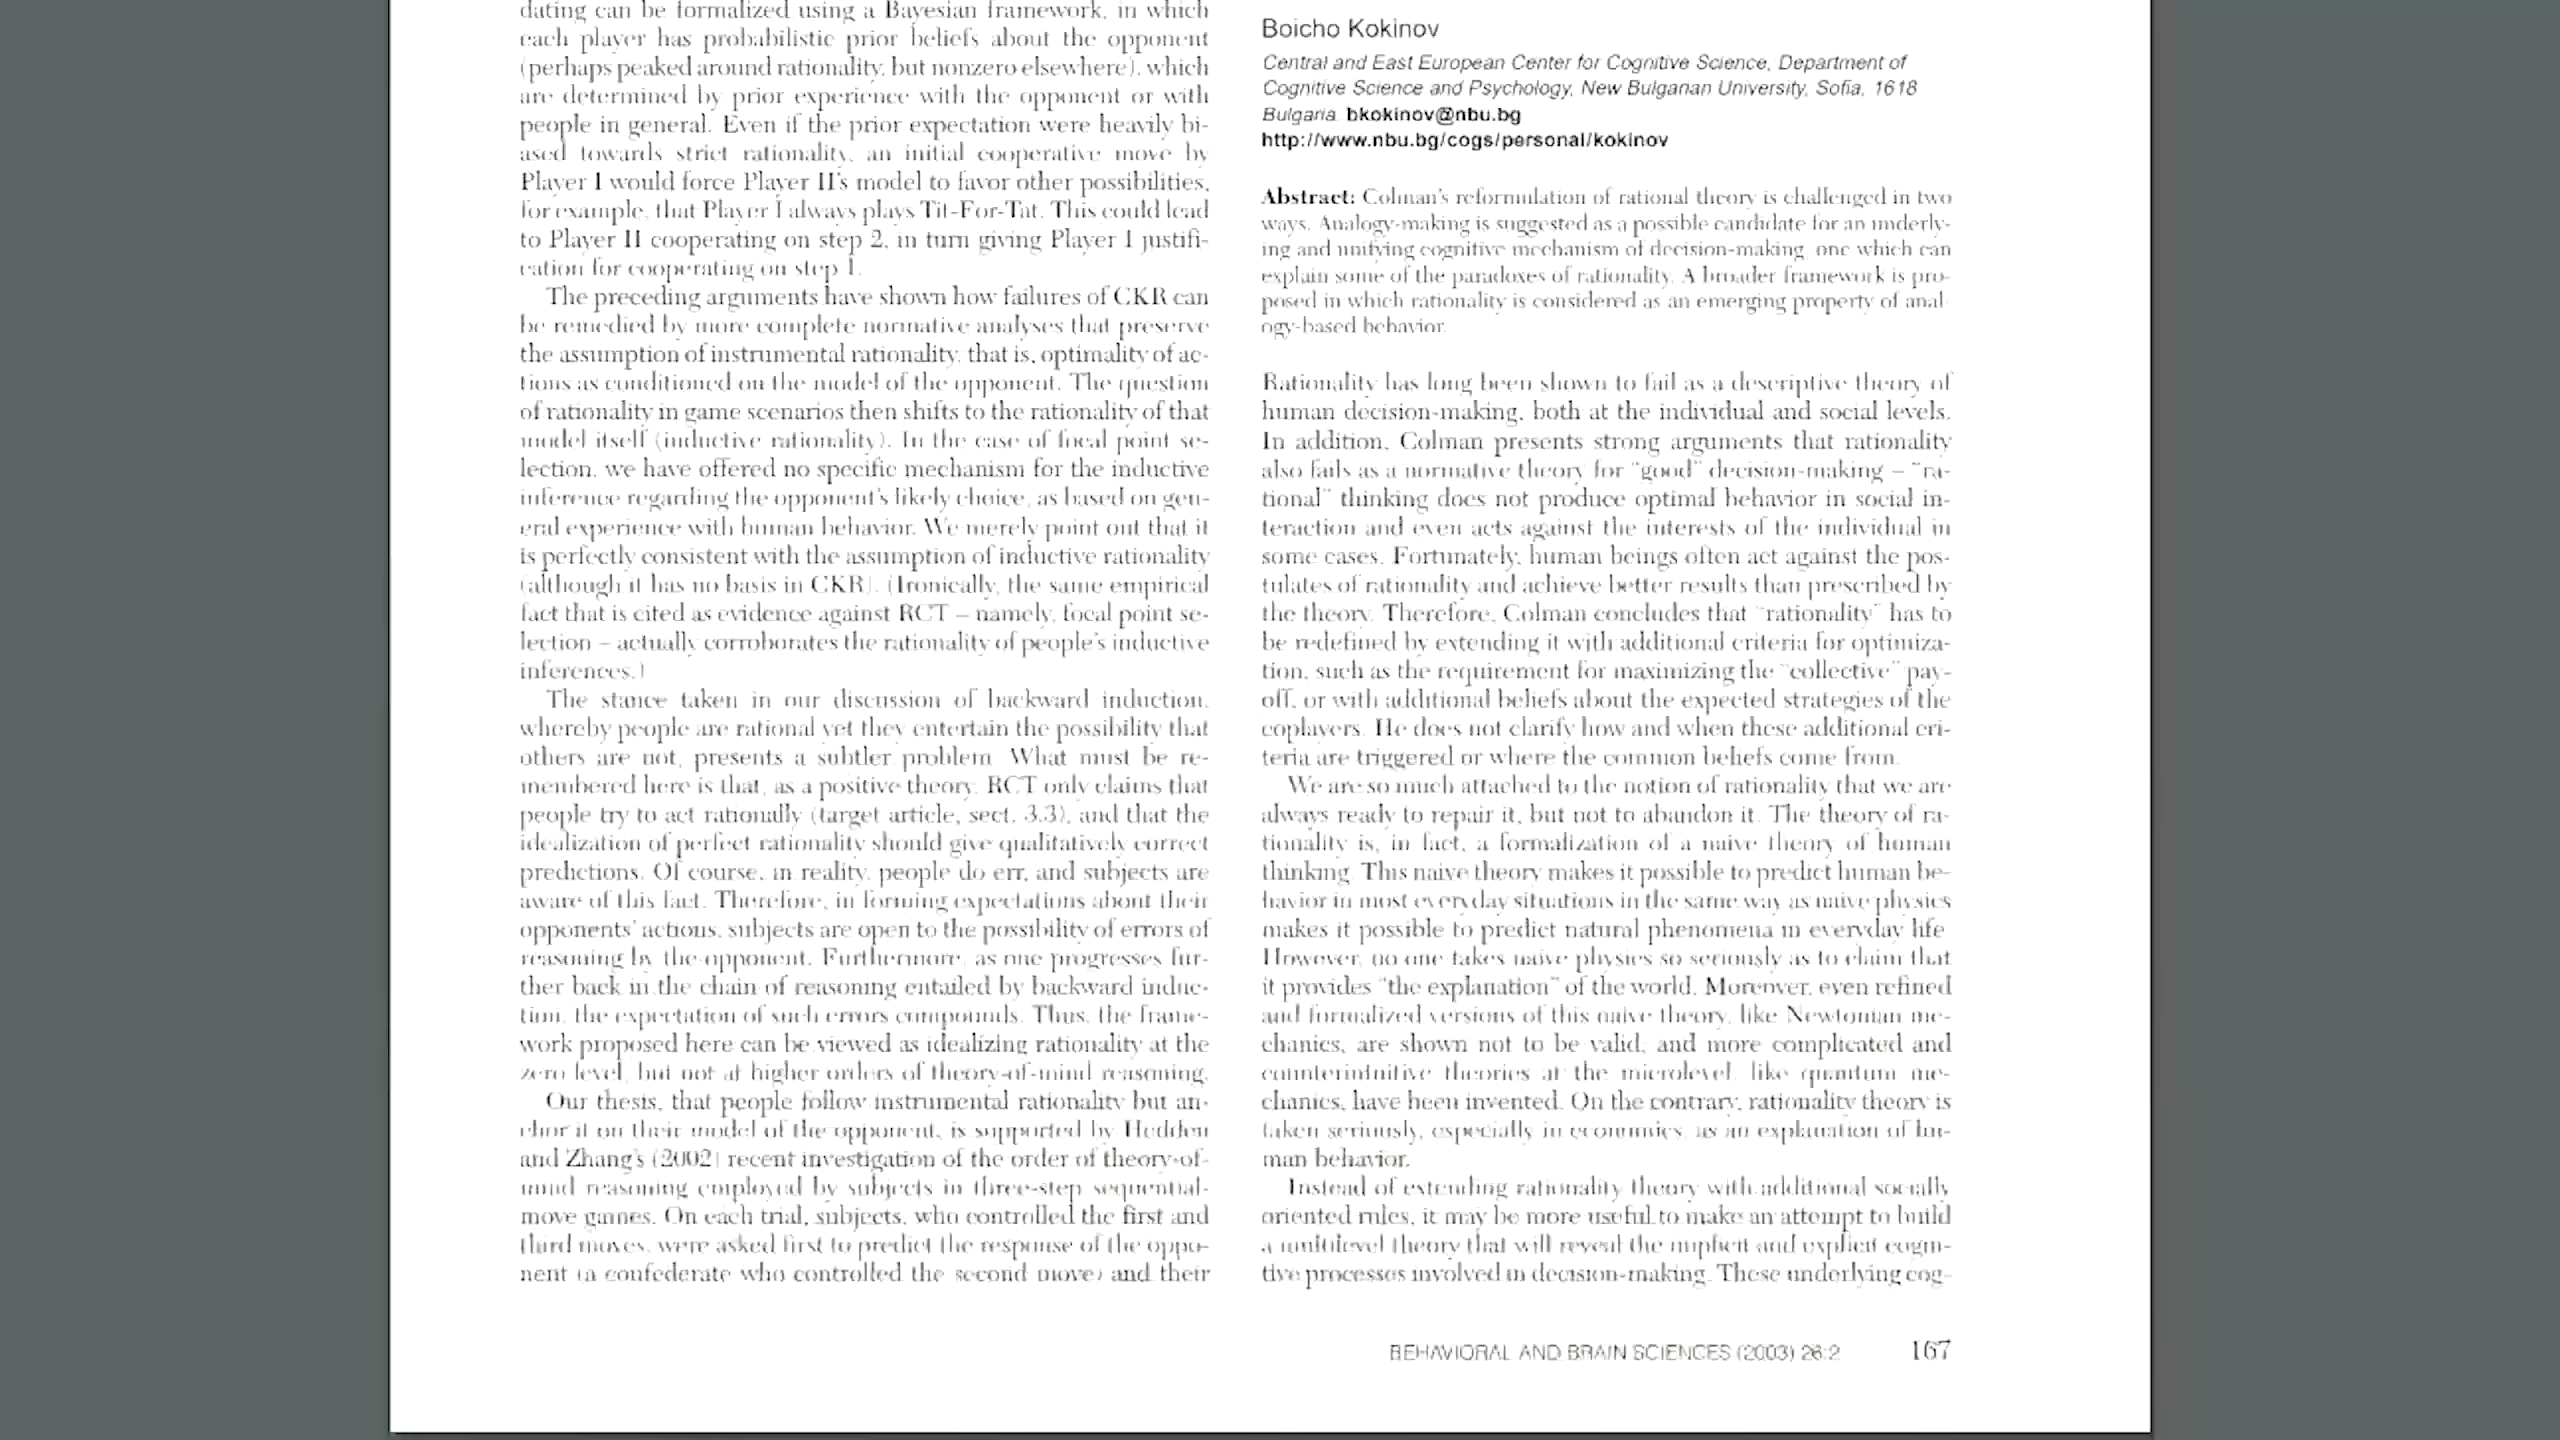 dating can be formalized using a Bayesian framework, in which
each player has probabilistic prior beliefs about the opponent
(perhaps peaked around rationality, but nonzero elsewhere), which
are determined by prior experience with the opponent or with
people in general. Even if the prior expectation were heavily bi-
ased towards strict rationality, an initial cooperative move by
Player I would force Player II's model to favor other possibilities,
for example, that Player I always plays Tit-For-Tat. This could lead
to Player II cooperating on step 2, in turn giving Player I justifi-
cation for cooperating on step 1.
The preceding arguments have shown how failures of CKR can
be remedied by more complete normative analyses that preserve
the assumption of instrumental rationality, that is, optimality of ac-
tions as conditioned on the model of the opponent. The question
of rationality in game scenarios then shifts to the rationality of that
model itself (inductive rationality). In the case of focal point se-
lection, we have offered no specific mechanism for the inductive
inference regarding the opponent's likely choice, as based on gen-
eral experience with human behavior. We merely point out that it
is perfectly consistent with the assumption of inductive rationality
(although it has no basis in CKR). (Ironically, the same empirical
fact that is cited as evidence against RCT – namely, focal point se-
lection – actually corroborates the rationality of people's inductive
inferences.)
The stance taken in our discussion of backward induction,
whereby people are rational yet they entertain the possibility that
others are not, presents a subtler problem. What must be re-
membered here is that, as a positive theory, RCT only claims that
people try to act rationally (target article, sect. 3.3), and that the
idealization of perfect rationality should give qualitatively correct
predictions. Of course, in reality, people do err, and subjects are
aware of this fact. Therefore, in forming expectations about their
opponents' actions, subjects are open to the possibility of errors of
reasoning by the opponent. Furthermore, as one progresses fur-
ther back in the chain of reasoning entailed by backward induc-
tion, the expectation of such errors compounds. Thus, the frame-
work proposed here can be viewed as idealizing rationality at the
zero level, but not at higher orders of theory-of-mind reasoning.
Our thesis, that people follow instrumental rationality but an-
chor it on their model of the opponent, is supported by Hedden
and Zhang's (2002) recent investigation of the order of theory-of-
mind reasoning employed by subjects in three-step sequential-
move games. On each trial, subjects, who controlled the first and
third moves, were asked first to predict the response of the oppo-
nent (a confederate who controlled the second move) and their
Boicho Kokinov
Central and East European Center for Cognitive Science, Department of
Cognitive Science and Psychology, New Bulgarian University, Sofia, 1618
Bulgaria. bkokinov@nbu.bg
http://www.nbu.bg/cogs/personal/kokinov
Abstract: Colman's reformulation of rational theory is challenged in two
ways. Analogy-making is suggested as a possible candidate for an underly-
ing and unifying cognitive mechanism of decision-making, one which can
explain some of the paradoxes of rationality. A broader framework is pro-
posed in which rationality is considered as an emerging property of anal-
ogy-based behavior.
Rationality has long been shown to fail as a descriptive theory of
human decision-making, both at the individual and social levels.
In addition, Colman presents strong arguments that rationality
also fails as a normative theory for "good" decision-making – "ra-
tional" thinking does not produce optimal behavior in social in-
teraction and even acts against the interests of the individual in
some cases. Fortunately, human beings often act against the pos-
tulates of rationality and achieve better results than prescribed by
the theory. Therefore, Colman concludes that "rationality" has to
be redefined by extending it with additional criteria for optimiza-
tion, such as the requirement for maximizing the "collective" pay-
off, or with additional beliefs about the expected strategies of the
coplayers. He does not clarify how and when these additional cri-
teria are triggered or where the common beliefs come from.
We are so much attached to the notion of rationality that we are
always ready to repair it, but not to abandon it. The theory of ra-
tionality is, in fact, a formalization of a naive theory of human
thinking. This naive theory makes it possible to predict human be-
havior in most everyday situations in the same way as naive physics
makes it possible to predict natural phenomena in everyday life.
However, no one takes naive physics so seriously as to claim that
it provides "the explanation" of the world. Moreover, even refined
and formalized versions of this naive theory, like Newtonian me-
chanics, are shown not to be valid, and more complicated and
counterintuitive theories at the microlevel, like quantum me-
chanics, have been invented. On the contrary, rationality theory is
taken seriously, especially in economics, as an explanation of hu-
man behavior.
Instead of extending rationality theory with additional socially
oriented rules, it may be more useful to make an attempt to build
a multilevel theory that will reveal the implicit and explicit cogni-
tive processes involved in decision-making. These underlying cog-
BEHAVIORAL AND BRAIN SCIENCES (2003) 26:2 167